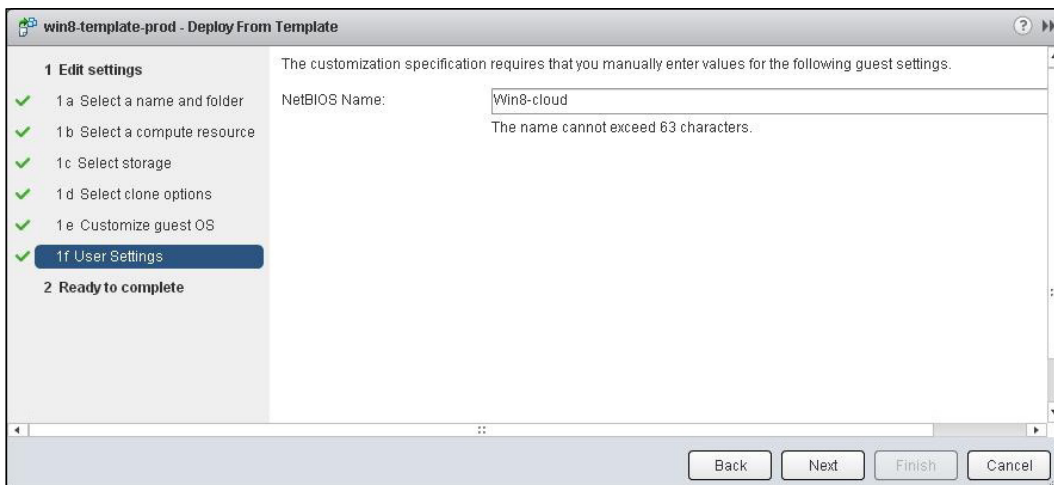 win8-template-prod - Deploy From Template
?
1 Edit settings
1a Select a name and folder
1b Select a compute resource
1c Select storage
1d Select clone options
1e Customize guest OS
1f User Settings
2 Ready to complete
The customization specification requires that you manually enter values for the following guest settings.
NetBIOS Name: Win8-cloud
The name cannot exceed 63 characters.
Back Next Finish Cancel